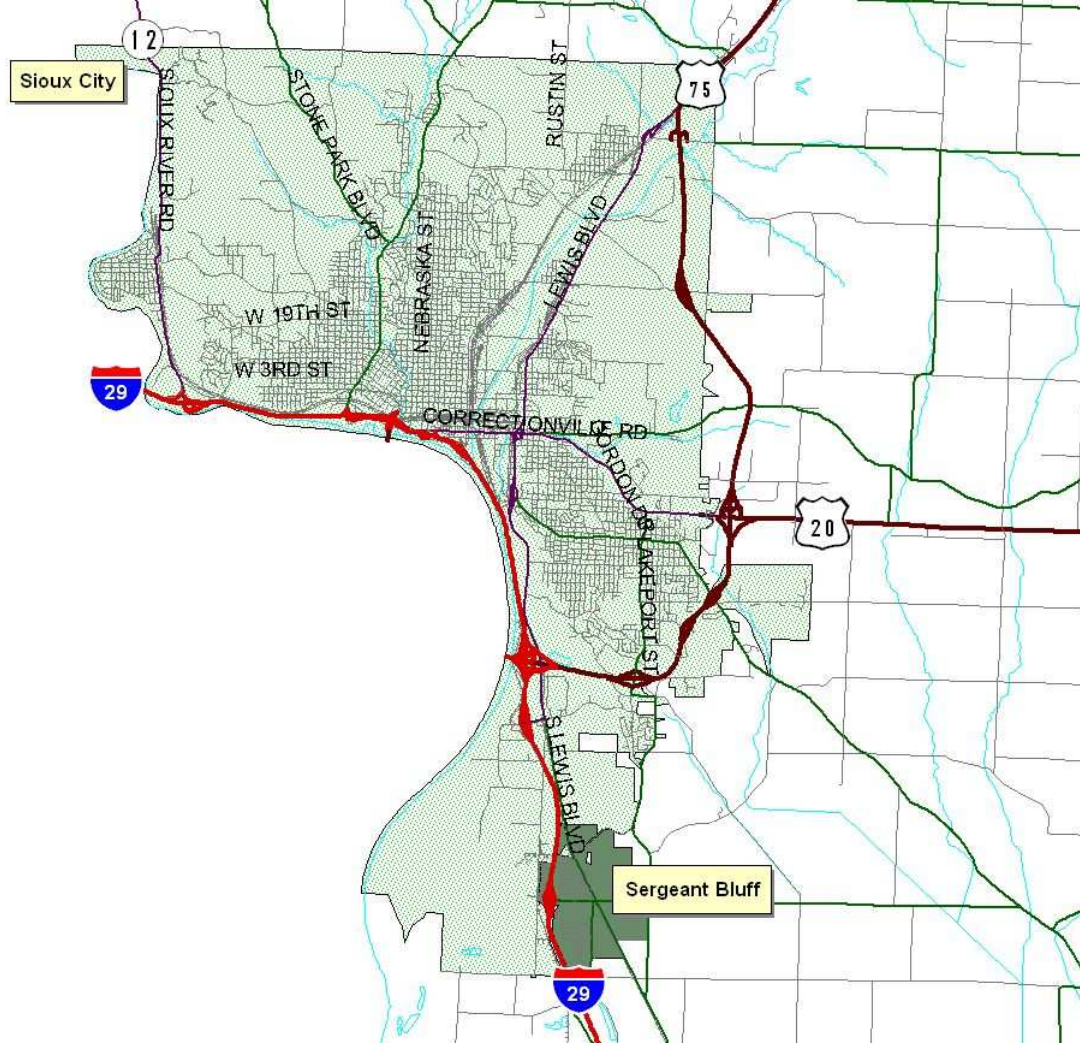 12
Sioux City
SIOUX RIVER RD
STONE PARK BLVD
RUSTIN ST
75
NEBRASKA ST
LEWIS BLVD
W 19TH ST
W 3RD ST
29
CORRECTIONVILLE RD
GORDON DR
20
S LAKEPORT ST
S LEWIS BLVD
Sergeant Bluff
29